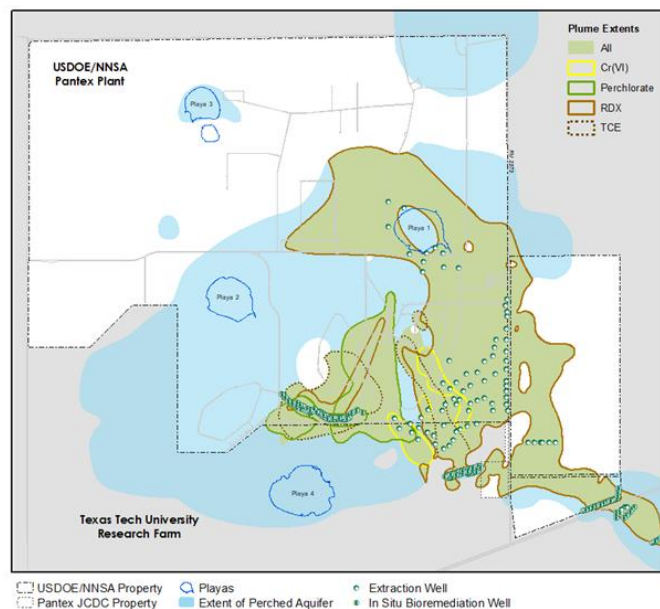 USDOE/NNSA
Pantex Plant
Plume Extents
All
Cr(VI)
Perchlorate
RDX
TCE
Playa 3
Playa 1
Playa 2
Playa 4
Texas Tech University
Research Farm
USDOE/NNSA Property
Playas
Extraction Well
Pantex JCDC Property
Extent of Perched Aquifer
In Situ Bioremediation Well